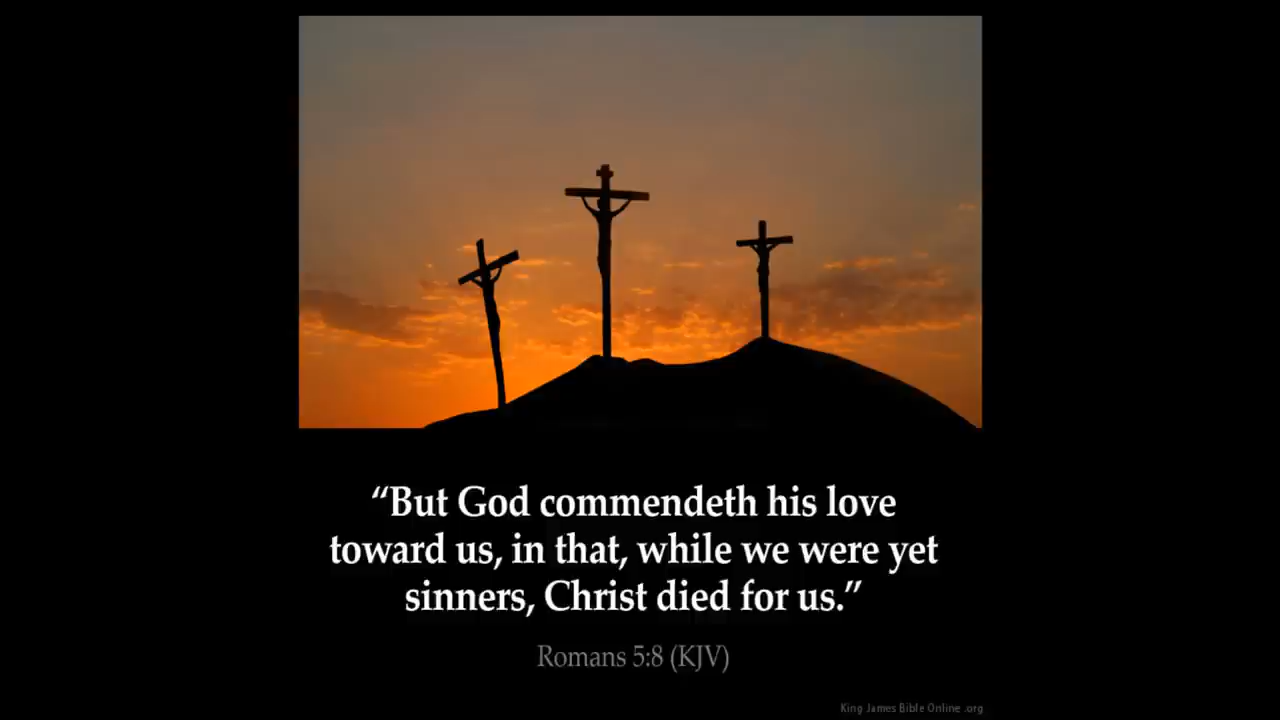 “But God commendeth his love
toward us, in that, while we were yet
sinners, Christ died for us.”
Romans 5:8 (KJV)
King James Bible Online .org